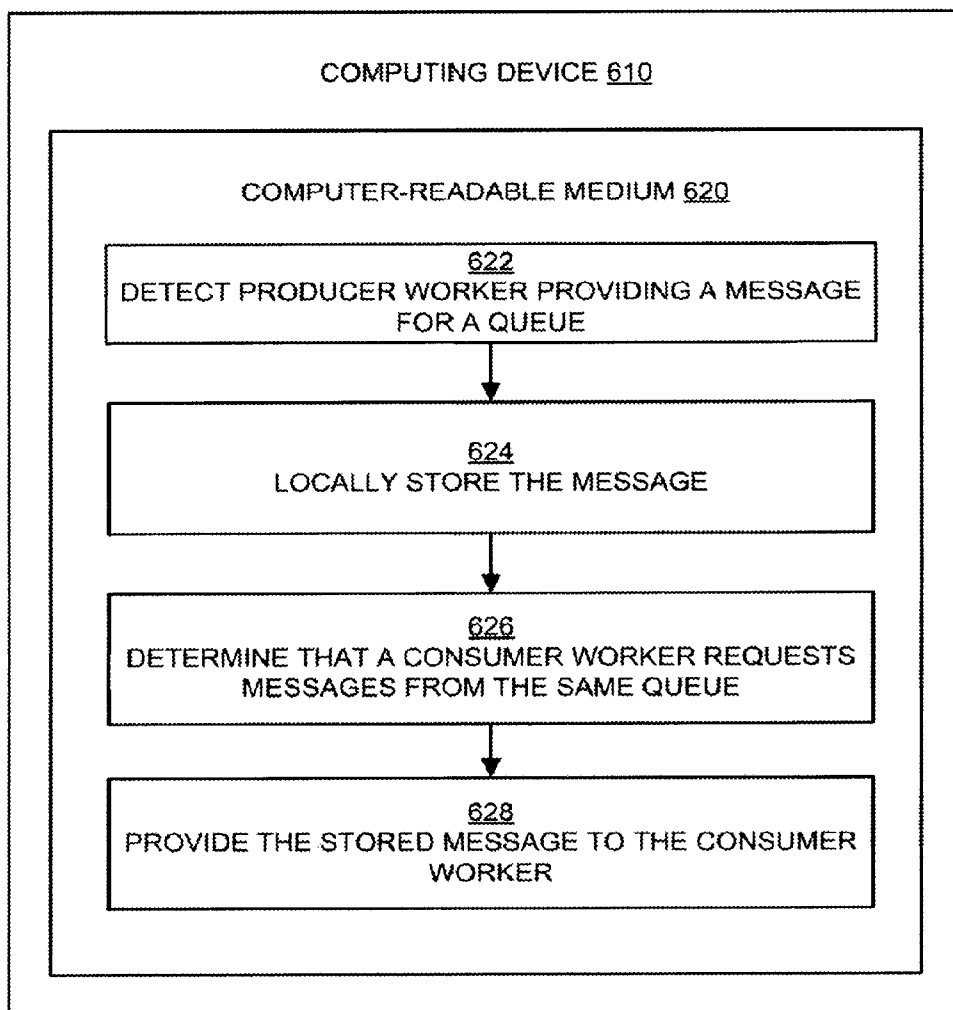 COMPUTING DEVICE 610
COMPUTER-READABLE MEDIUM 620
622
DETECT PRODUCER WORKER PROVIDING A MESSAGE
FOR A QUEUE
624
LOCALLY STORE THE MESSAGE
626
DETERMINE THAT A CONSUMER WORKER REQUESTS
MESSAGES FROM THE SAME QUEUE
628
PROVIDE THE STORED MESSAGE TO THE CONSUMER
WORKER